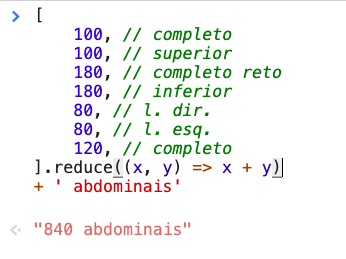 [
100, // completo
100, // superior
180, // completo reto
180, // inferior
80, // l. dir.
80, // l. esq.
120, // completo
].reduce((x, y) => x + y)
+ ' abdominais'
"840 abdominais"